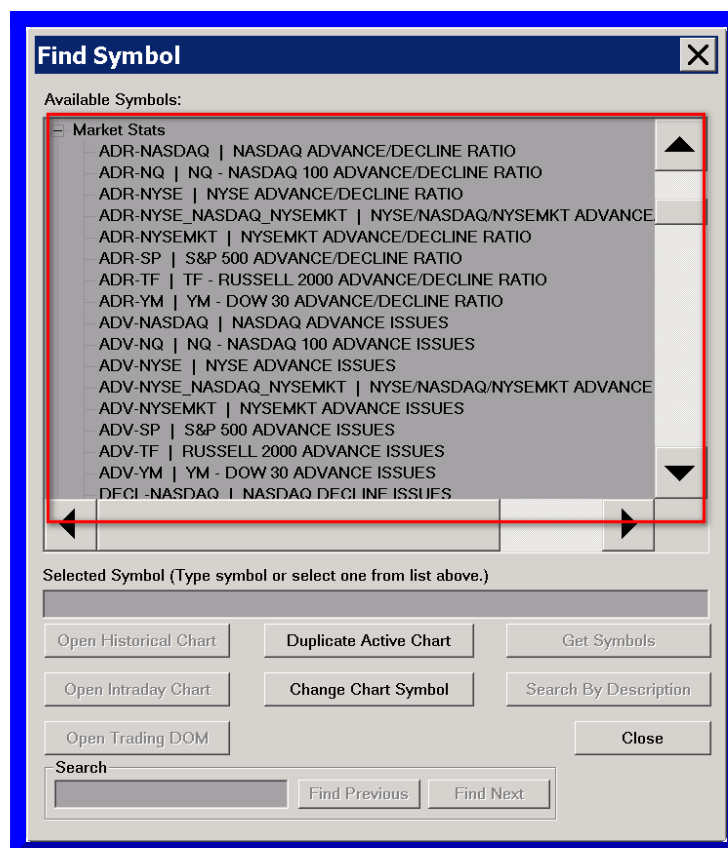 Find Symbol
Available Symbols:
Market Stats
ADR-NASDAQ | NASDAQ ADVANCE/DECLINE RATIO
ADR-NQ | NQ - NASDAQ 100 ADVANCE/DECLINE RATIO
ADR-NYSE | NYSE ADVANCE/DECLINE RATIO
ADR-NYSE_NASDAQ_NYSEMKT | NYSE/NASDAQ/NYSEMKT ADVANCE
ADR-NYSEMKT | NYSEMKT ADVANCE/DECLINE RATIO
ADR-SP | S&P 500 ADVANCE/DECLINE RATIO
ADR-TF | TF - RUSSELL 2000 ADVANCE/DECLINE RATIO
ADR-YM | YM - DOW 30 ADVANCE/DECLINE RATIO
ADV-NASDAQ | NASDAQ ADVANCE ISSUES
ADV-NQ | NQ - NASDAQ 100 ADVANCE ISSUES
ADV-NYSE | NYSE ADVANCE ISSUES
ADV-NYSE_NASDAQ_NYSEMKT | NYSE/NASDAQ/NYSEMKT ADVANCE
ADV-NYSEMKT | NYSEMKT ADVANCE ISSUES
ADV-SP | S&P 500 ADVANCE ISSUES
ADV-TF | RUSSELL 2000 ADVANCE ISSUES
ADV-YM | YM - DOW 30 ADVANCE ISSUES
DECL-NASDAQ | NASDAQ DECLINE ISSUES
Selected Symbol (Type symbol or select one from list above.)
Open Historical Chart Duplicate Active Chart Get Symbols
Open Intraday Chart Change Chart Symbol Search By Description
Open Trading DOM Close
Search
Find Previous Find Next